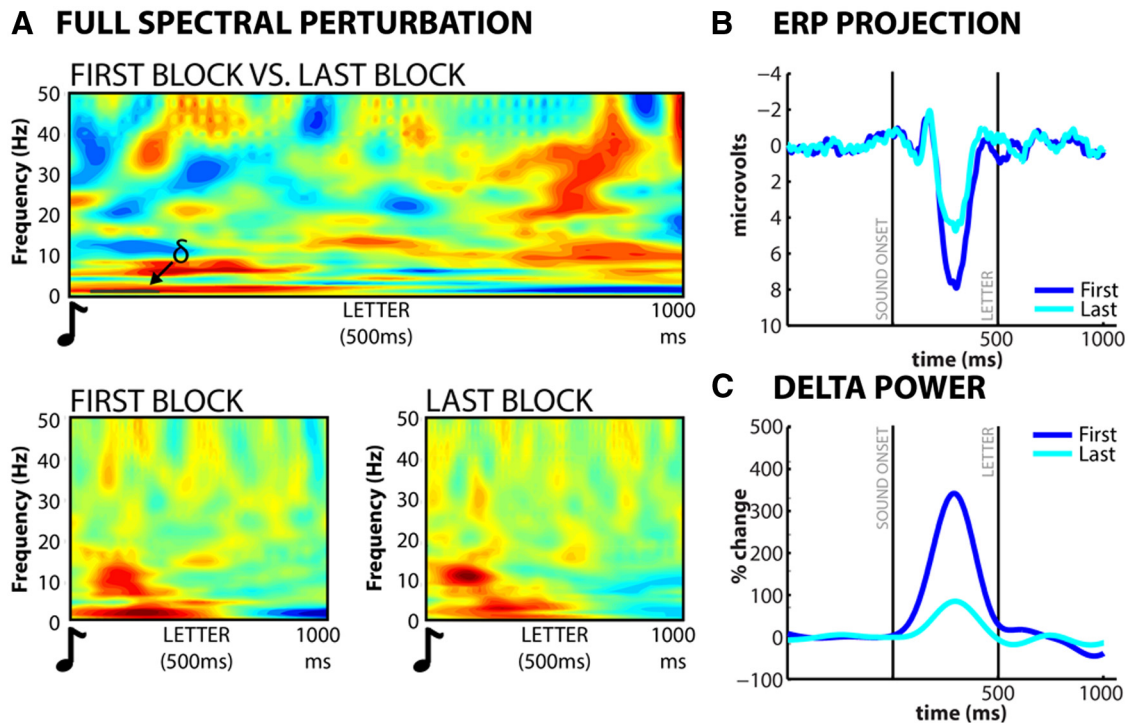 A FULL SPECTRAL PERTURBATION
FIRST BLOCK VS. LAST BLOCK
Frequency (Hz)
50
40
30
20
10
0
δ
LETTER
(500ms)
1000
ms
FIRST BLOCK
Frequency (Hz)
50
40
30
20
10
0
LETTER
(500ms)
1000
ms
LAST BLOCK
Frequency (Hz)
50
40
30
20
10
0
LETTER
(500ms)
1000
ms
B ERP PROJECTION
microvolts
−4
−2
0
2
4
6
8
10
SOUND ONSET
LETTER
First
Last
500
1000
time (ms)
C DELTA POWER
% change
500
400
300
200
100
0
−100
SOUND ONSET
LETTER
First
Last
500
1000
time (ms)